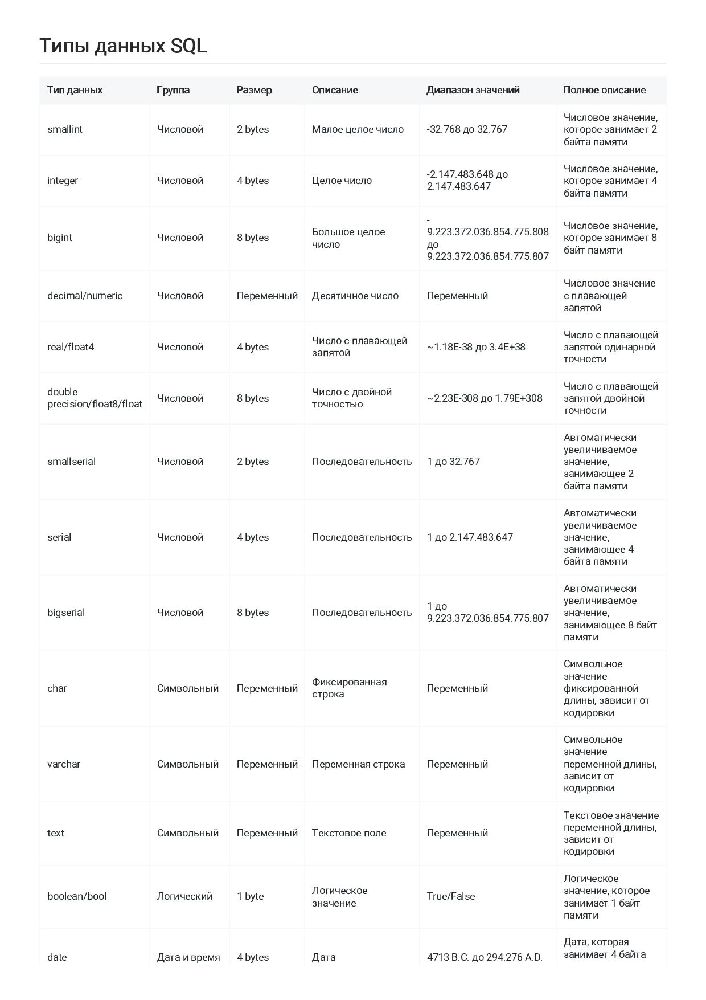 Типы данных SQL
Тип данных Группа Размер Описание Диапазон значений Полное описание
smallint Числовой 2 bytes Малое целое число -32.768 до 32.767 Числовое значение,
которое занимает 2
байта памяти
integer Числовой 4 bytes Целое число -2.147.483.648 до
2.147.483.647 Числовое значение,
которое занимает 4
байта памяти
bigint Числовой 8 bytes Большое целое
число -
9.223.372.036.854.775.808
до
9.223.372.036.854.775.807 Числовое значение,
которое занимает 8
байт памяти
decimal/numeric Числовой Переменный Десятичное число Переменный Числовое значение
с плавающей
запятой
real/float4 Числовой 4 bytes Число с плавающей
запятой ~1.18E-38 до 3.4E+38 Число с плавающей
запятой одинарной
точности
double
precision/float8/float Числовой 8 bytes Число с двойной
точностью ~2.23E-308 до 1.79E+308 Число с плавающей
запятой двойной
точности
smallserial Числовой 2 bytes Последовательность 1 до 32.767 Автоматически
увеличиваемое
значение,
занимающее 2
байта памяти
serial Числовой 4 bytes Последовательность 1 до 2.147.483.647 Автоматически
увеличиваемое
значение,
занимающее 4
байта памяти
bigserial Числовой 8 bytes Последовательность 1 до
9.223.372.036.854.775.807 Автоматически
увеличиваемое
значение,
занимающее 8 байт
памяти
char Символьный Переменный Фиксированная
строка Переменный Символьное
значение
фиксированной
длины, зависит от
кодировки
varchar Символьный Переменный Переменная строка Переменный Символьное
значение
переменной длины,
зависит от
кодировки
text Символьный Переменный Текстовое поле Переменный Текстовое значение
переменной длины,
зависит от
кодировки
boolean/bool Логический 1 byte Логическое
значение True/False Логическое
значение, которое
занимает 1 байт
памяти
date Дата и время 4 bytes Дата 4713 B.C. до 294.276 A.D. Дата, которая
занимает 4 байта